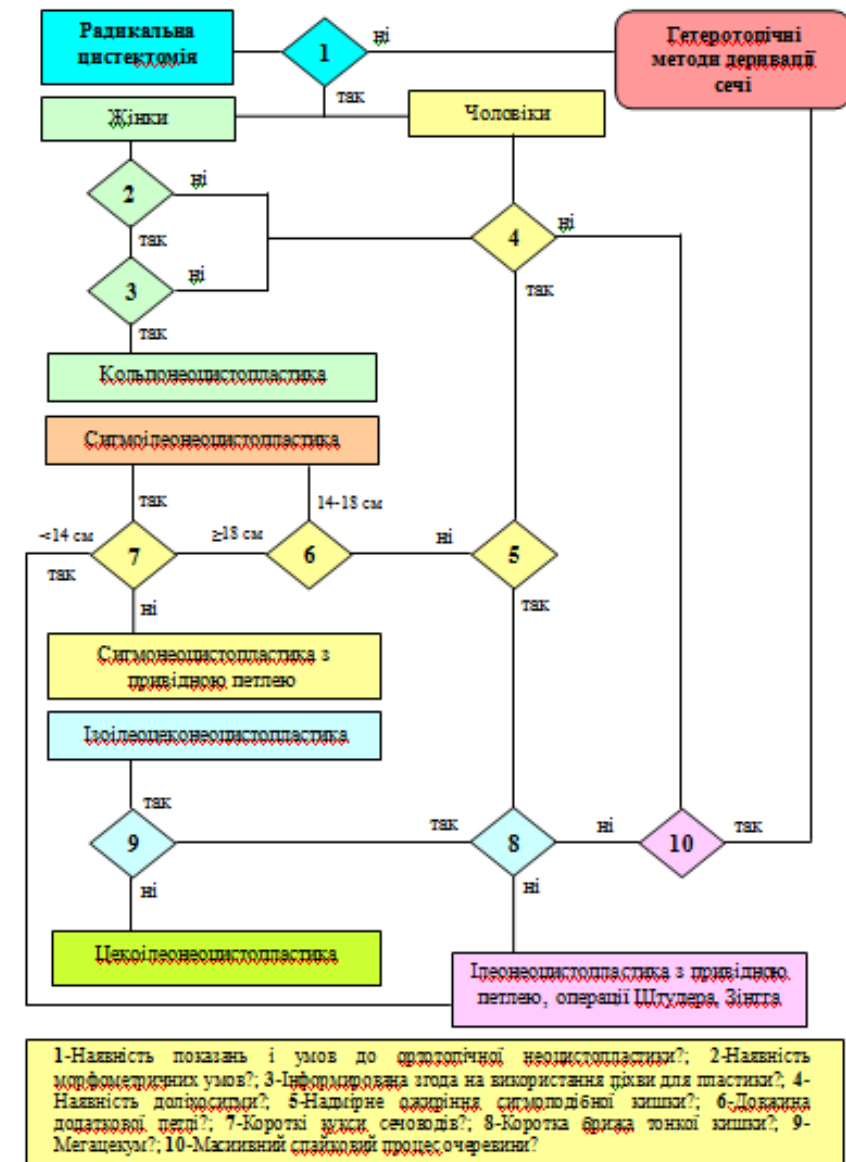 Радикальна
цистектомія
1
ні
Гетеротопічні
методи деривації
сечі
так
Жінки
Чоловіки
2
ні
так
3
ні
так
4
ні
так
Кольпонеоцистопластика
Сигмоілеонеоцистопластика
так
14-18 см
<14 см
так
7
≥18 см
6
ні
5
ні
так
Сигмонеоцистопластика з
привідною петлею
Ізоілеоцеконеоцистопластика
так
9
так
8
ні
10
так
ні
ні
Цекоілеонеоцистопластика
Ілеонеоцистопластика з привідною
петлею, операції Штудера, Зінгга
1-Наявність показань і умов до ортотопічної неоцистопластики?; 2-Наявність
морфометричних умов?; 3-Інформирована згода на використання піхви для пластики?; 4-
Наявність доліхосигми?; 5-Надмірне ожиріння сигмоподібної кишки?; 6-Довжина
додаткової петлі?; 7-Короткі кукси сечоводів?; 8-Коротка брижа тонкої кишки?; 9-
Мегацекум?; 10-Масиивний спайковий процес очеревини?